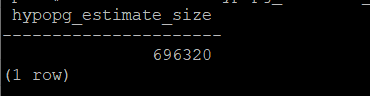 hypopg_estimate_size
----------------------
696320
(1 row)